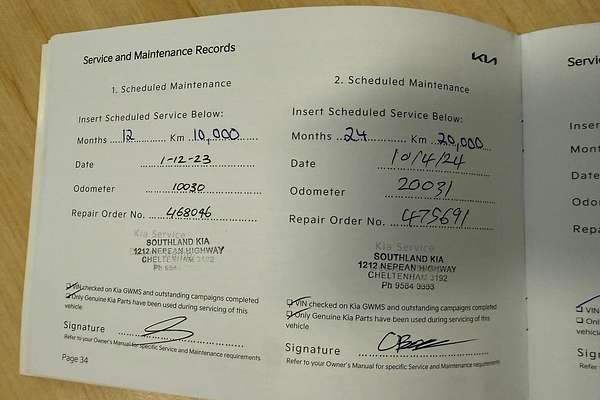 Service and Maintenance Records
KIA
1. Scheduled Maintenance
Insert Scheduled Service Below:
Months 12 Km 10,000
Date 1-12-23
Odometer 10030
Repair Order No. 468046
Kia Service
SOUTHLAND KIA
1212 NEPEAN HIGHWAY
CHELTENHAM 3192
VIN checked on Kia GWMS and outstanding campaigns completed
Only Genuine Kia Parts have been used during servicing of this
vehicle
Signature
Refer to your Owner's Manual for specific Service and Maintenance requirements
Page 34
2. Scheduled Maintenance
Insert Scheduled Service Below:
Months 24 Km 20,000
Date 10/4/24
Odometer 20031
Repair Order No. 475691
Kia Service
SOUTHLAND KIA
1212 NEPEAN HIGHWAY
CHELTENHAM 3192
VIN checked on Kia GWMS and outstanding campaigns completed
Only Genuine Kia Parts have been used during servicing of this
vehicle
Signature
Refer to your Owner's Manual for specific Service and Maintenance requirements